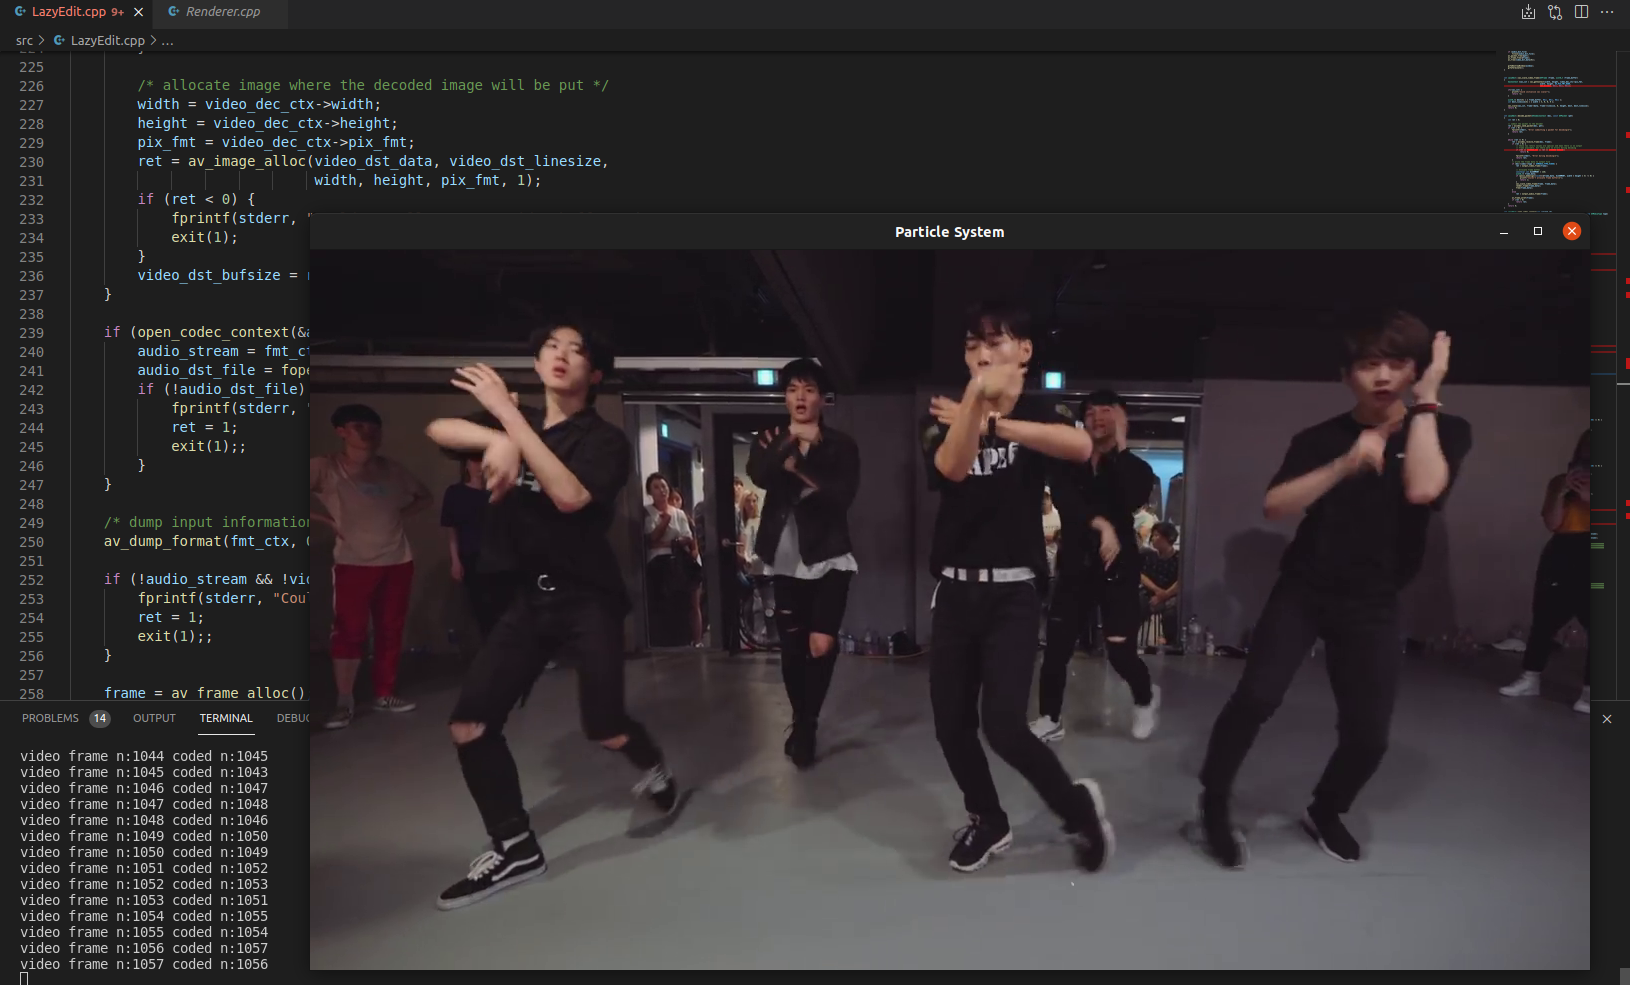 LazyEdit.cpp 9+
Renderer.cpp
src > LazyEdit.cpp > ...
225
226 /* allocate image where the decoded image will be put */
227 width = video_dec_ctx->width;
228 height = video_dec_ctx->height;
229 pix_fmt = video_dec_ctx->pix_fmt;
230 ret = av_image_alloc(video_dst_data, video_dst_linesize,
231 width, height, pix_fmt, 1);
232 if (ret < 0) {
233 fprintf(stderr, "
234 exit(1);
235 }
236 video_dst_bufsize =
237 }
238
239 if (open_codec_context(&a
240 audio_stream = fmt_ct
241 audio_dst_file = fope
242 if (!audio_dst_file)
243 fprintf(stderr, "
244 ret = 1;
245 exit(1);;
246 }
247 }
248
249 /* dump input information
250 av_dump_format(fmt_ctx, 0
251
252 if (!audio_stream && !vid
253 fprintf(stderr, "Coul
254 ret = 1;
255 exit(1);;
256 }
257
258 frame = av_frame_alloc()
Particle System
PROBLEMS 14 OUTPUT TERMINAL DEBUG
video frame n:1044 coded n:1045
video frame n:1045 coded n:1043
video frame n:1046 coded n:1047
video frame n:1047 coded n:1048
video frame n:1048 coded n:1046
video frame n:1049 coded n:1050
video frame n:1050 coded n:1049
video frame n:1051 coded n:1052
video frame n:1052 coded n:1053
video frame n:1053 coded n:1051
video frame n:1054 coded n:1055
video frame n:1055 coded n:1054
video frame n:1056 coded n:1057
video frame n:1057 coded n:1056